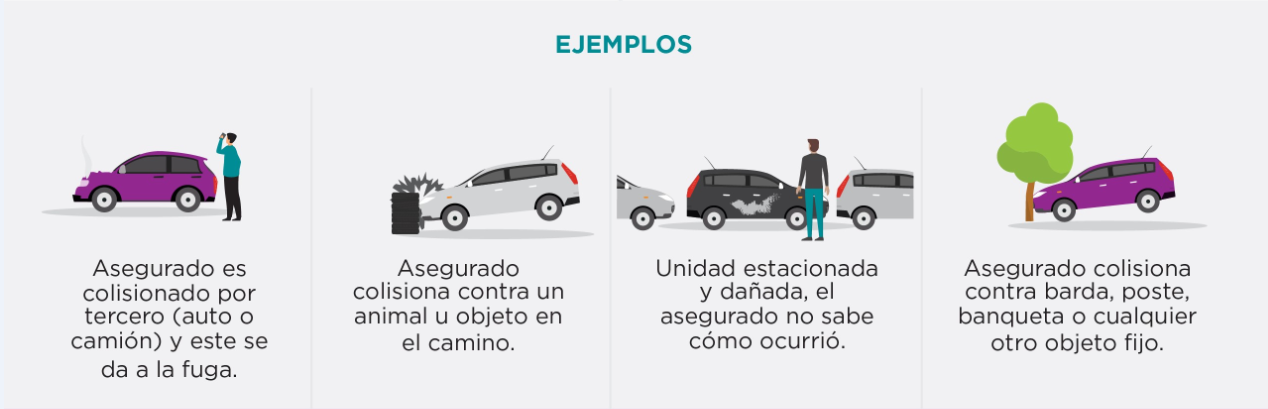 EJEMPLOS
Asegurado es
colisionado por
tercero (auto o
camión) y este se
da a la fuga.
Asegurado
colisiona contra un
animal u objeto en
el camino.
Unidad estacionada
y dañada, el
asegurado no sabe
cómo ocurrió.
Asegurado colisiona
contra barda, poste,
banqueta o cualquier
otro objeto fijo.